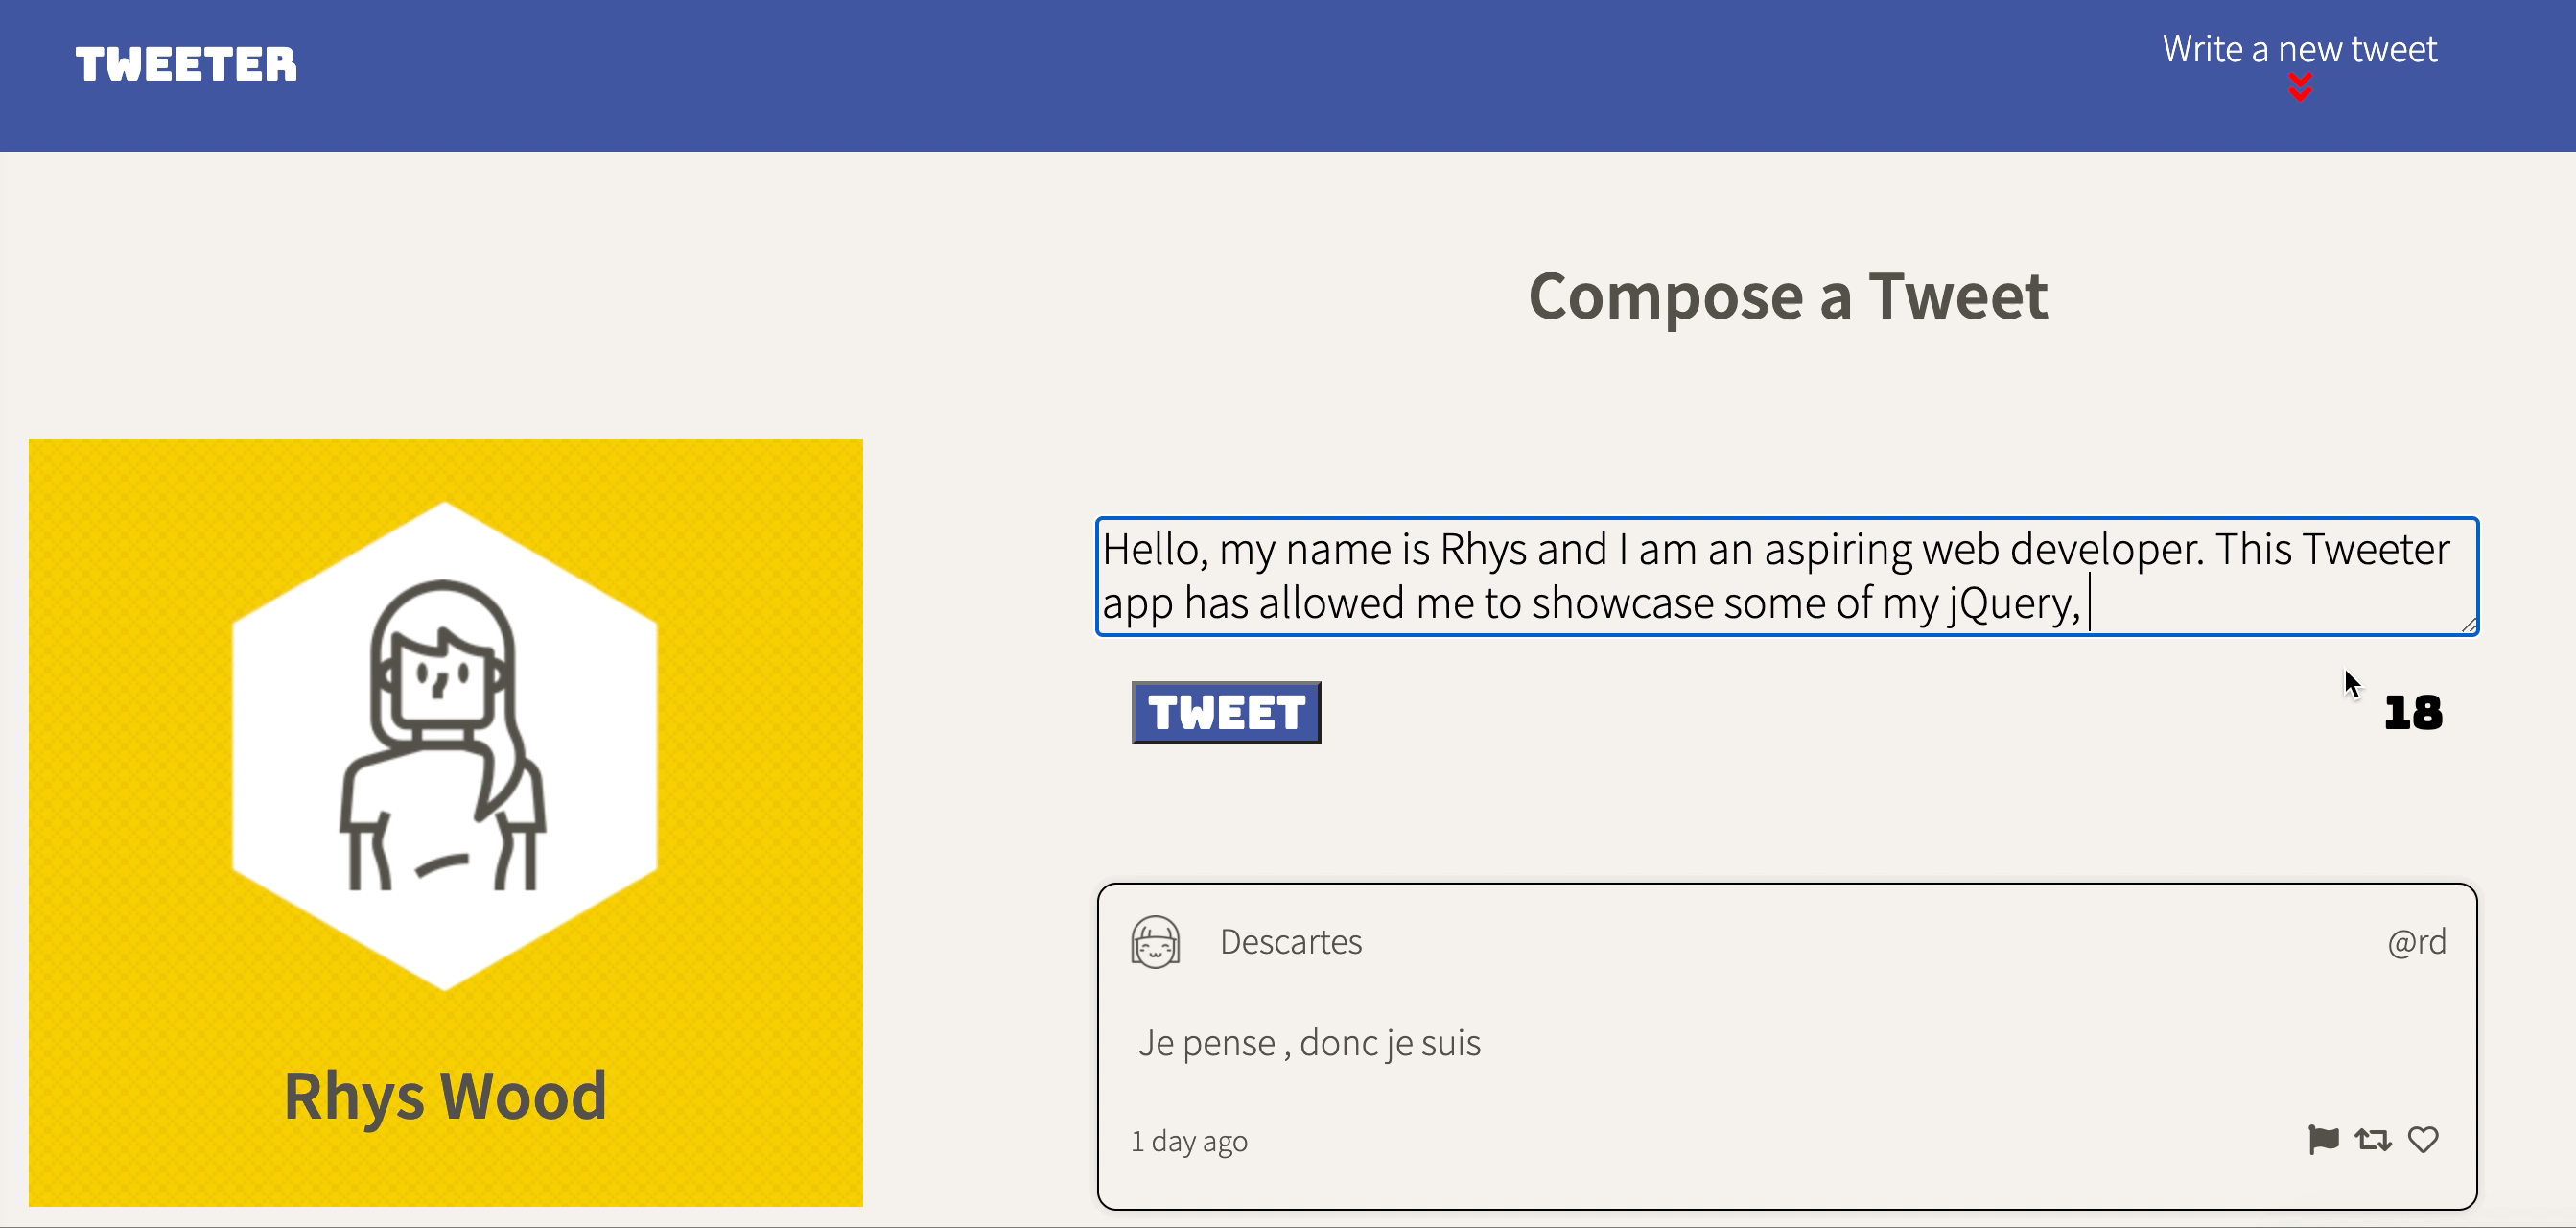 TWEETER
Write a new tweet
Compose a Tweet
Hello, my name is Rhys and I am an aspiring web developer. This Tweeter
app has allowed me to showcase some of my jQuery,
TWEET
18
Rhys Wood
Descartes
@rd
Je pense , donc je suis
1 day ago